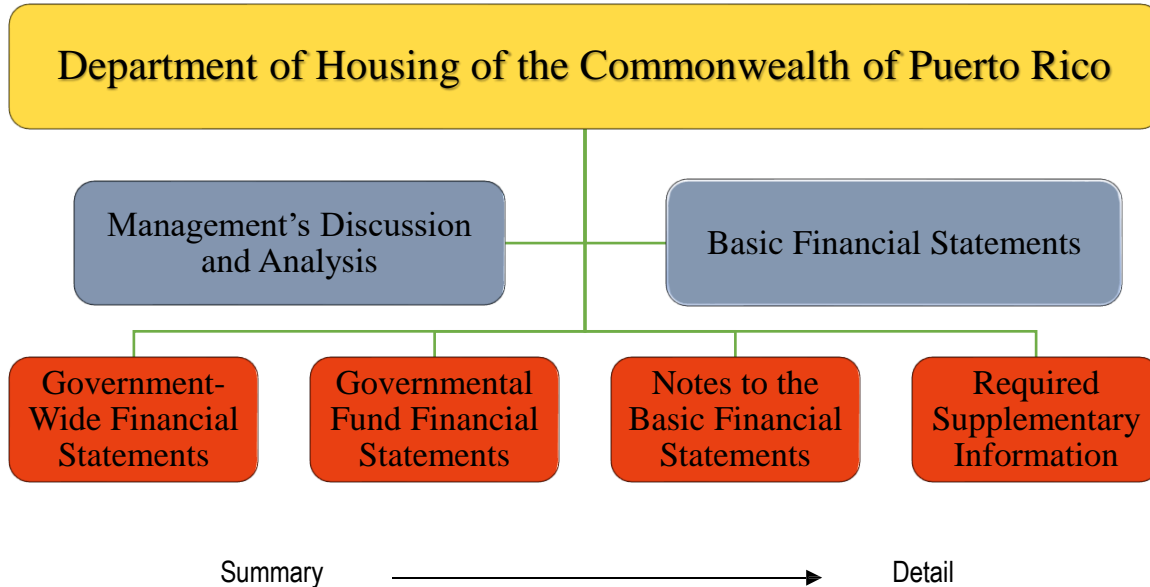 Department of Housing of the Commonwealth of Puerto Rico
Management’s Discussion
and Analysis
Basic Financial Statements
Government-
Wide Financial
Statements
Governmental
Fund Financial
Statements
Notes to the
Basic Financial
Statements
Required
Supplementary
Information
Summary
Detail